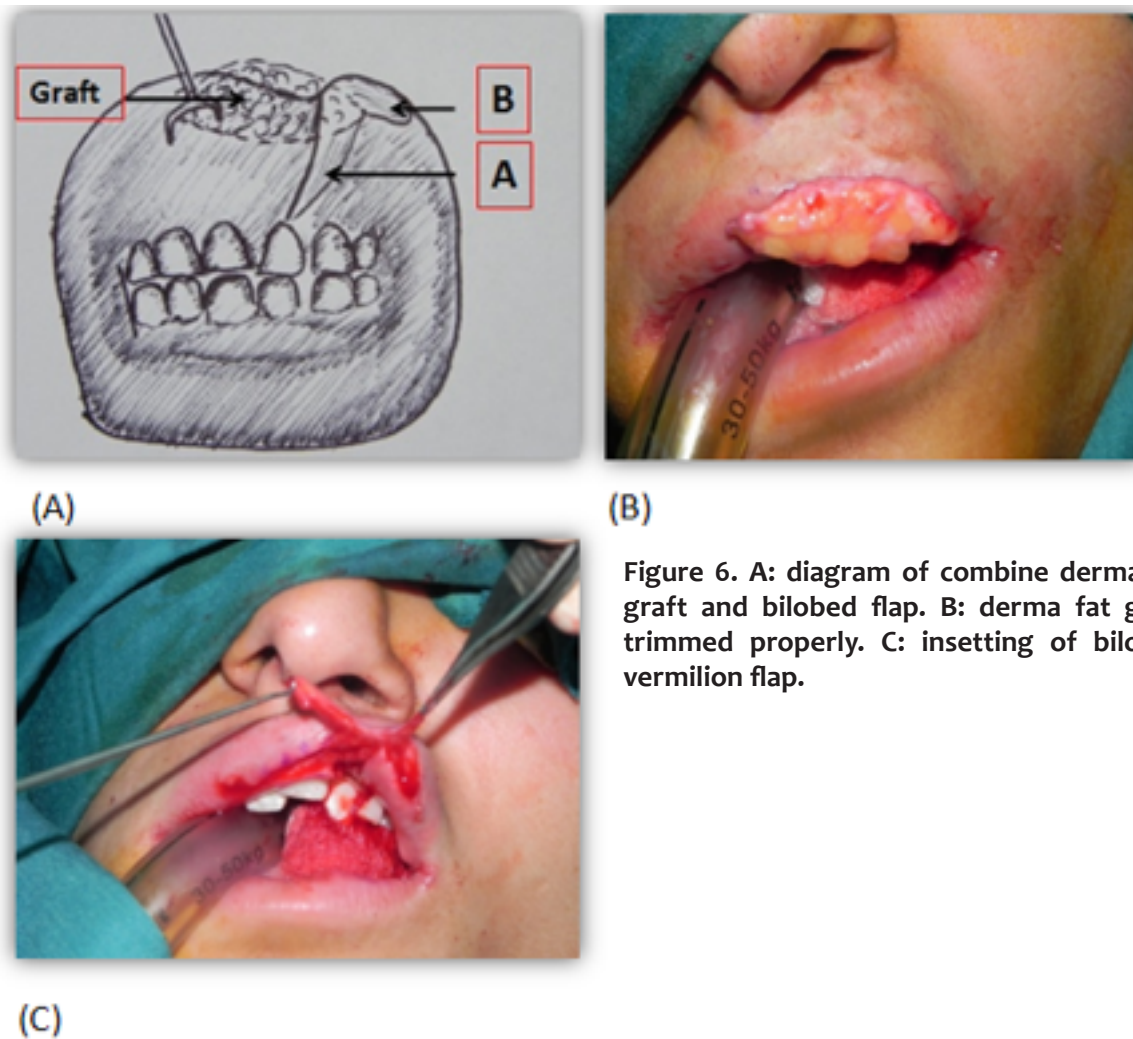 Graft
B
A
30-50kg
(A)
(B)
30-50kg
Figure 6. A: diagram of combine derma
graft and bilobed flap. B: derma fat g
trimmed properly. C: insetting of bilo
vermilion flap.
(C)